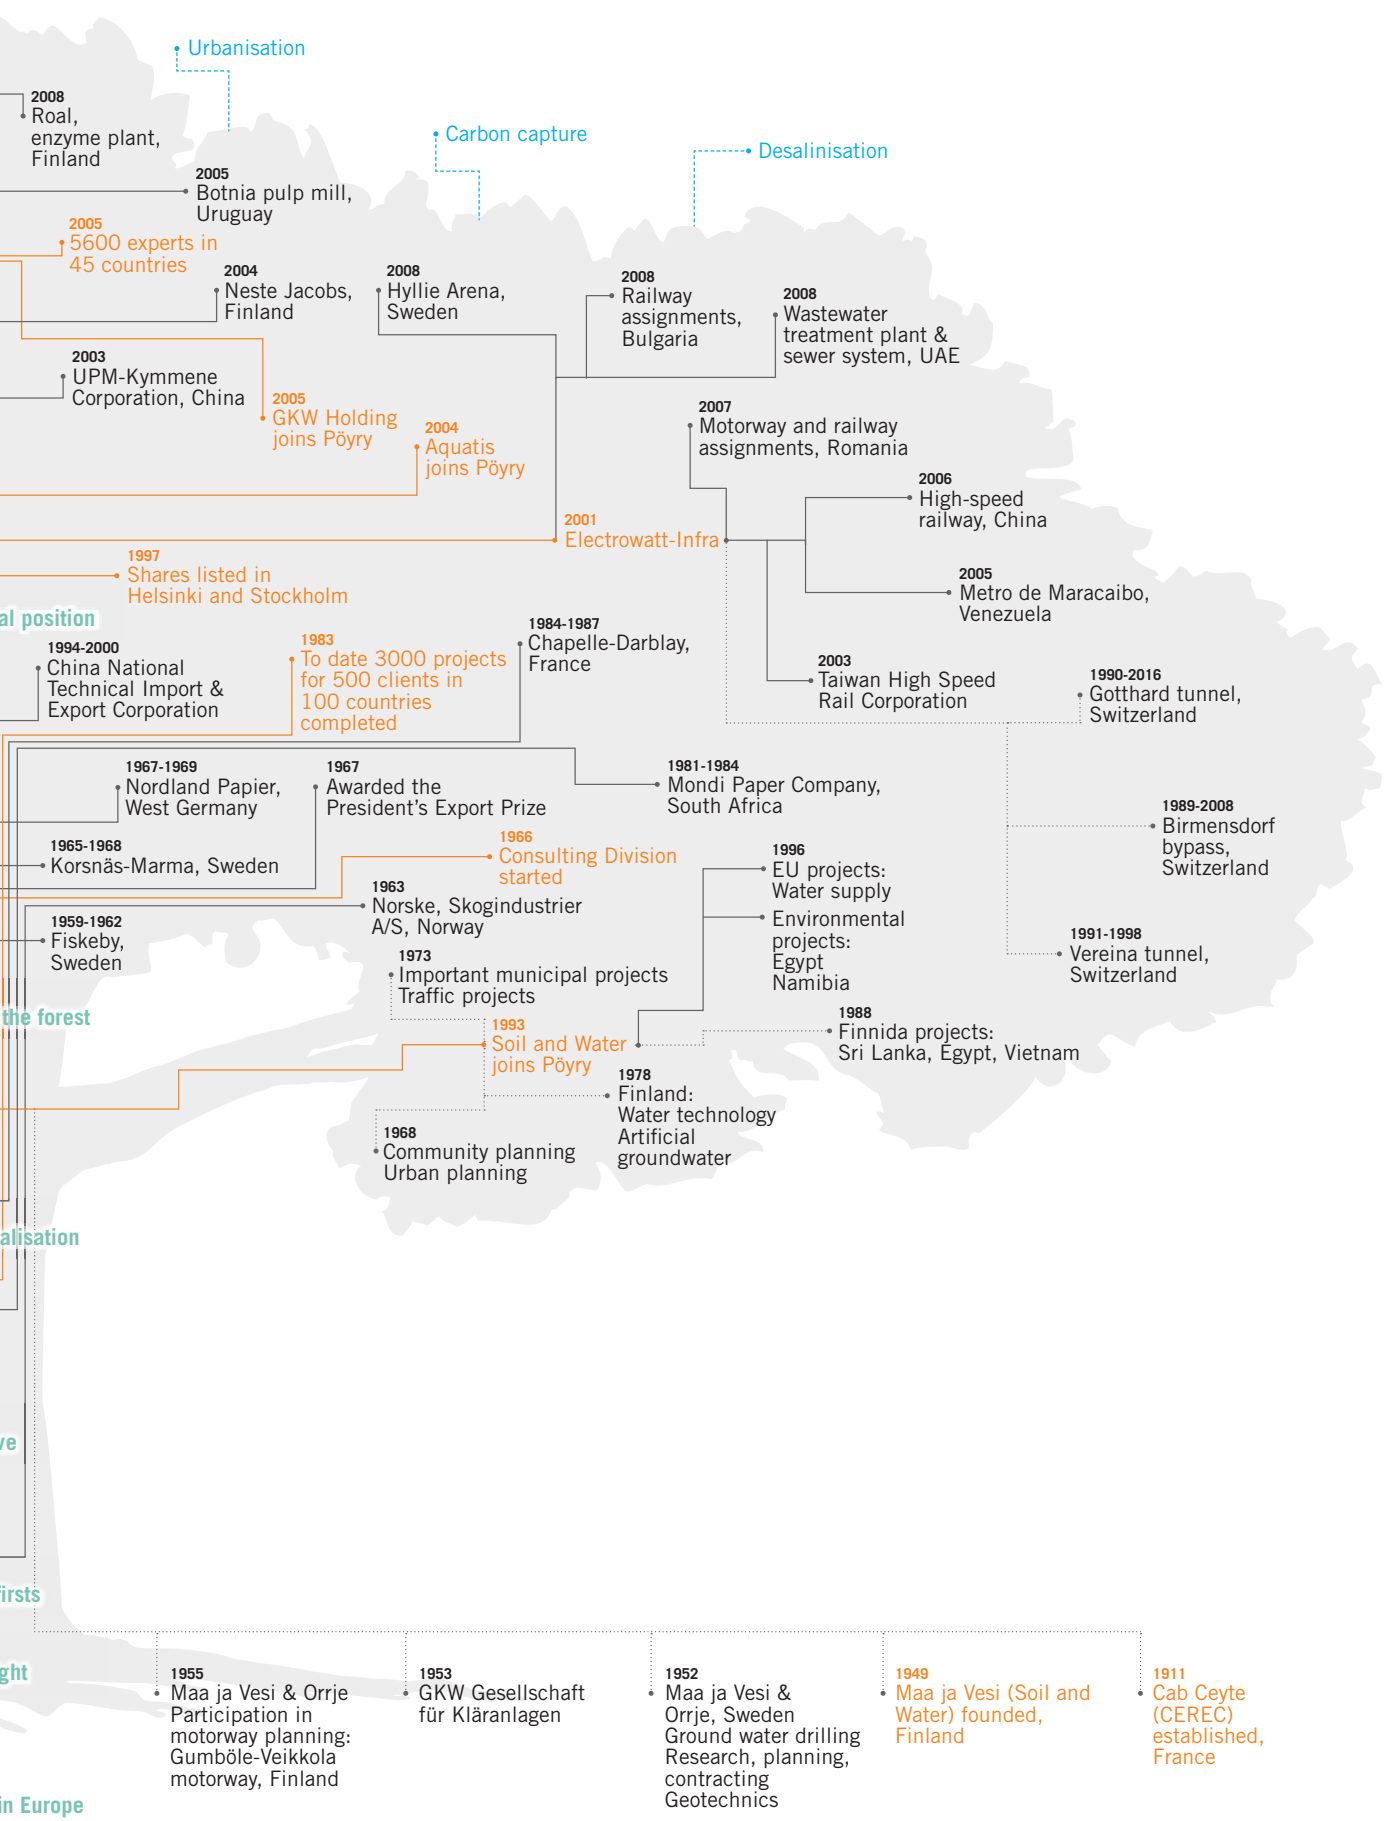 Urbanisation
2008
Roal,
enzyme plant,
Finland
Carbon capture
Desalinisation
2005
Botnia pulp mill,
Uruguay
2005
5600 experts in
45 countries
2004
Neste Jacobs,
Finland
2008
Hyllie Arena,
Sweden
2008
Railway
assignments,
Bulgaria
2008
Wastewater
treatment plant &
sewer system, UAE
2003
UPM-Kymmene
Corporation, China
2005
GKW Holding
joins Pöyry
2004
Aquatis
joins Pöyry
2007
Motorway and railway
assignments, Romania
2006
High-speed
railway, China
2001
Electrowatt-Infra
1997
Shares listed in
Helsinki and Stockholm
2005
Metro de Maracaibo,
Venezuela
al position
1994-2000
China National
Technical Import &
Export Corporation
1983
To date 3000 projects
for 500 clients in
100 countries
completed
1984-1987
Chapelle-Darblay,
France
2003
Taiwan High Speed
Rail Corporation
1990-2016
Gotthard tunnel,
Switzerland
1967-1969
Nordland Papier,
West Germany
1967
Awarded the
President's Export Prize
1981-1984
Mondi Paper Company,
South Africa
1989-2008
Birmensdorf
bypass,
Switzerland
1965-1968
Korsnäs-Marma, Sweden
1966
Consulting Division
started
1996
EU projects:
Water supply
Environmental
projects:
Egypt
Namibia
1963
Norske, Skogindustrier
A/S, Norway
1959-1962
Fiskeby,
Sweden
1991-1998
Vereina tunnel,
Switzerland
1973
Important municipal projects
Traffic projects
the forest
1993
Soil and Water
joins Pöyry
1988
Finnida projects:
Sri Lanka, Egypt, Vietnam
1978
Finland:
Water technology
Artificial
groundwater
1968
Community planning
Urban planning
alisation
ve
firsts
ght
1955
Maa ja Vesi & Orrje
Participation in
motorway planning:
Gumböle-Veikkola
motorway, Finland
1953
GKW Gesellschaft
für Kläranlagen
1952
Maa ja Vesi &
Orrje, Sweden
Ground water drilling
Research, planning,
contracting
Geotechnics
1949
Maa ja Vesi (Soil and
Water) founded,
Finland
1911
Cab Ceyte
(CEREC)
established,
France
in Europe